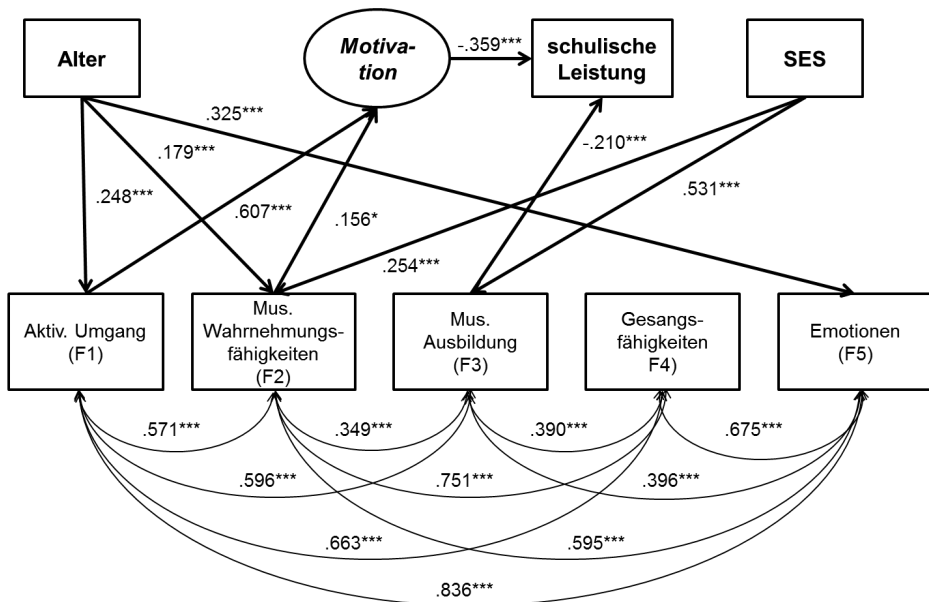 Alter
Motiva-
tion
-.359***
schulische
Leistung
SES
.325***
.179***
-.210***
.248***
.607***
.156*
.531***
.254***
Aktiv. Umgang
(F1)
Mus.
Wahrnehmungs-
fähigkeiten
(F2)
Mus.
Ausbildung
(F3)
Gesangs-
fähigkeiten
F4)
Emotionen
(F5)
.571***
.349***
.390***
.675***
.596***
.751***
.396***
.663***
.595***
.836***